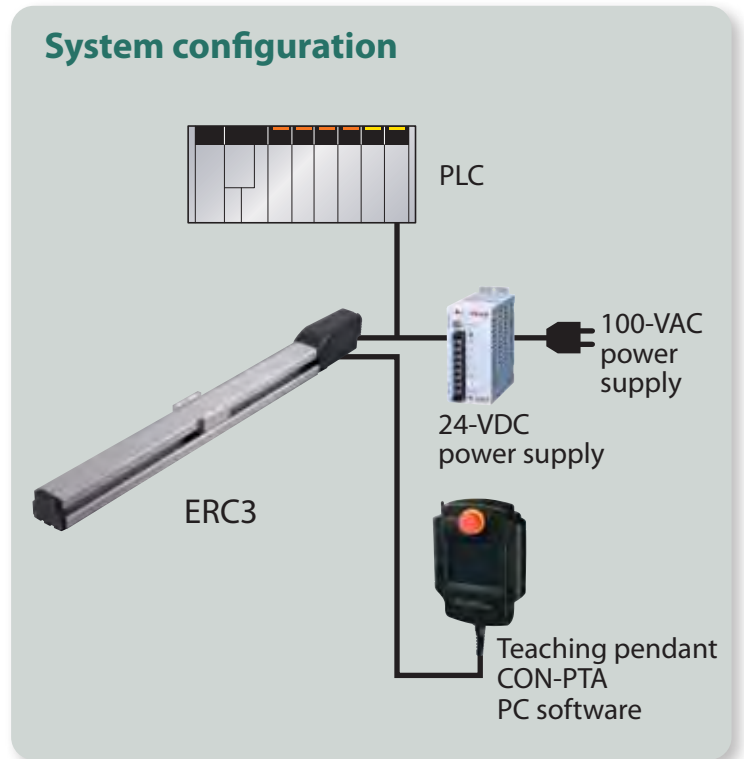 System configuration
PLC
100-VAC
power
supply
24-VDC
power supply
ERC3
Teaching pendant
CON-PTA
PC software